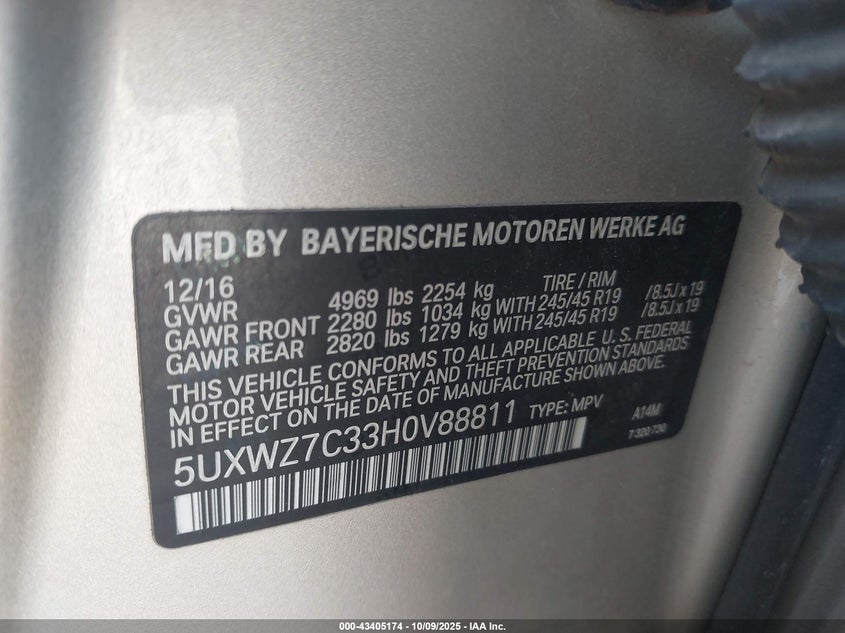 MFD BY BAYERISCHE MOTOREN WERKE AG
12/16 TIRE / RIM
GVWR 4969 lbs 2254 kg
GAWR FRONT 2280 lbs 1034 kg WITH 245/45 R19 /8.5J x 19
GAWR REAR 2820 lbs 1279 kg WITH 245/45 R19 /8.5J x 19
THIS VEHICLE CONFORMS TO ALL APPLICABLE U. S. FEDERAL
MOTOR VEHICLE SAFETY AND THEFT PREVENTION STANDARDS
IN EFFECT ON THE DATE OF MANUFACTURE SHOWN ABOVE.
5UXWZ7C33H0V88811 TYPE: MPV A14M
7 320 730
000-43405174 - 10/09/2025 - IAA Inc.